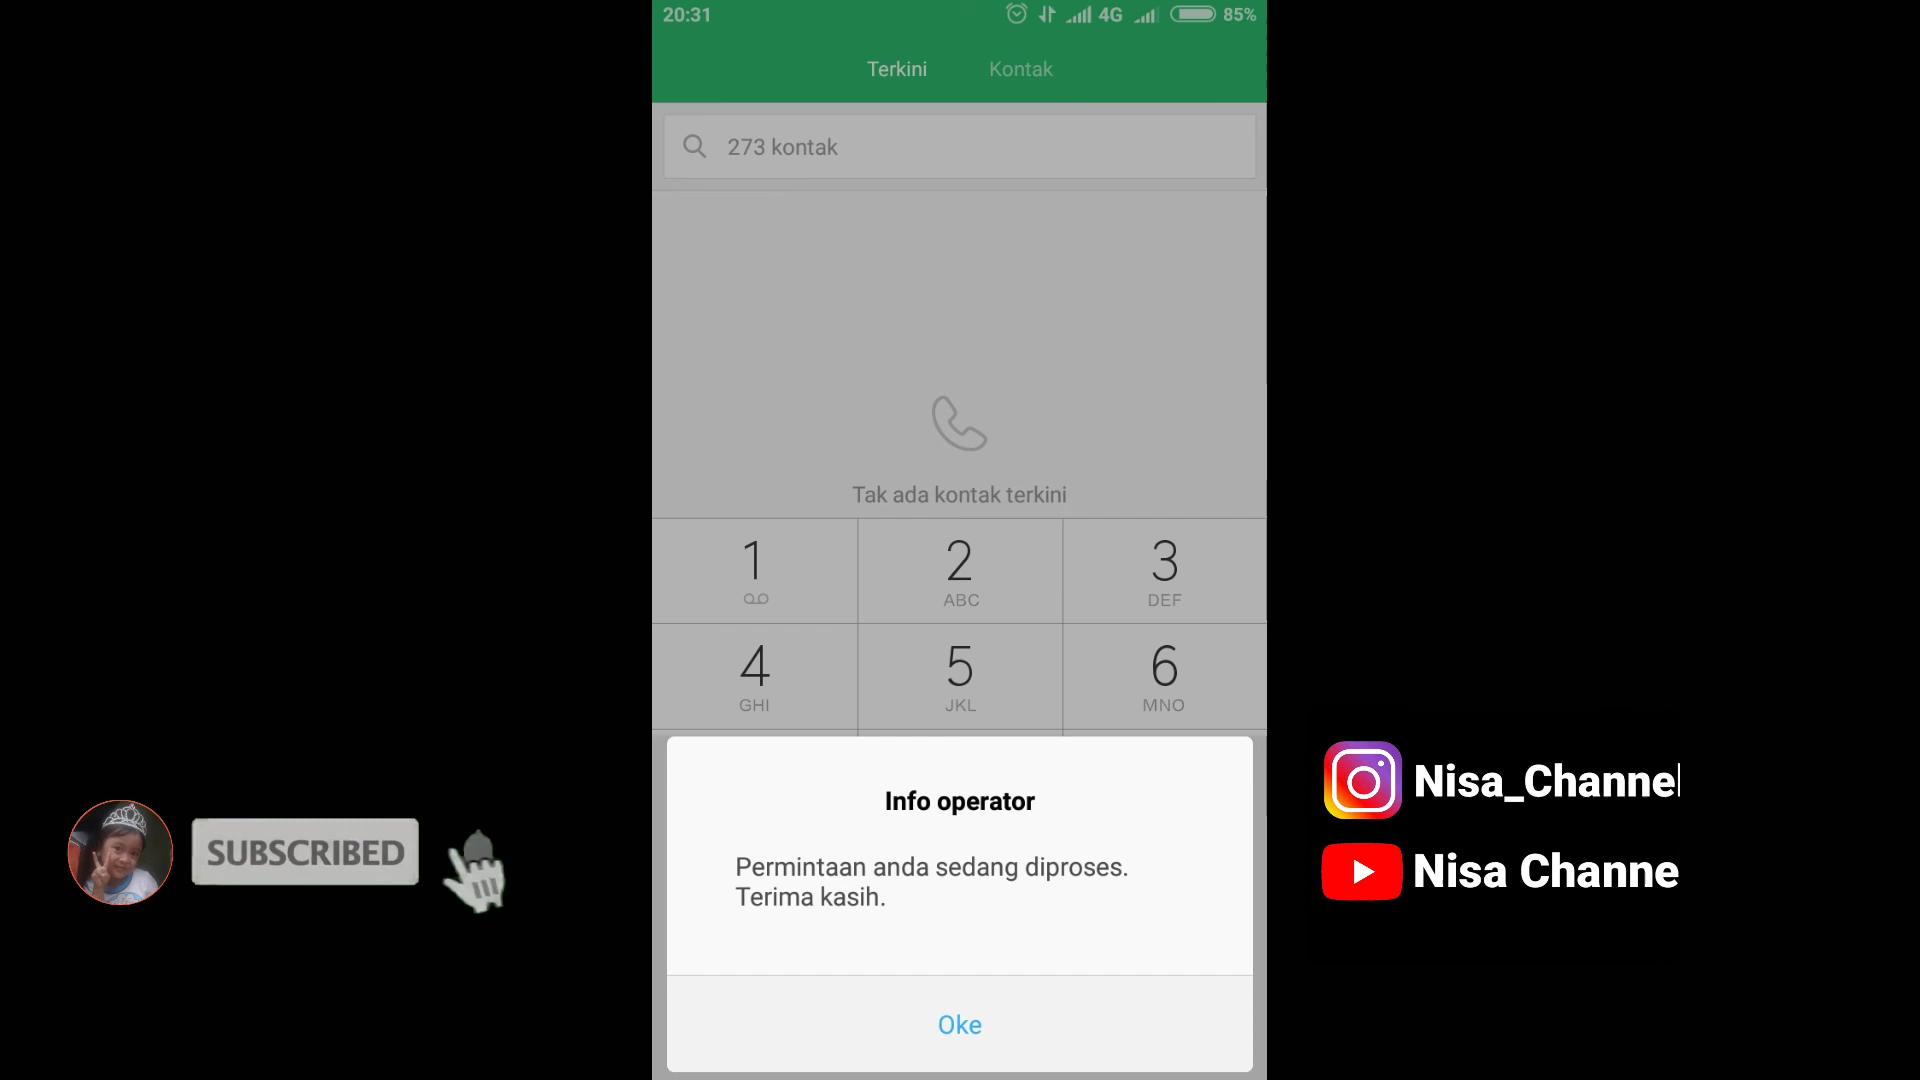 20:31
4G
85%
Terkini
Kontak
273 kontak
Tak ada kontak terkini
1
2
ABC
3
DEF
4
GHI
5
JKL
6
MNO
Info operator
Permintaan anda sedang diproses.
Terima kasih.
Oke
SUBSCRIBED
Nisa_Channel
Nisa Channe